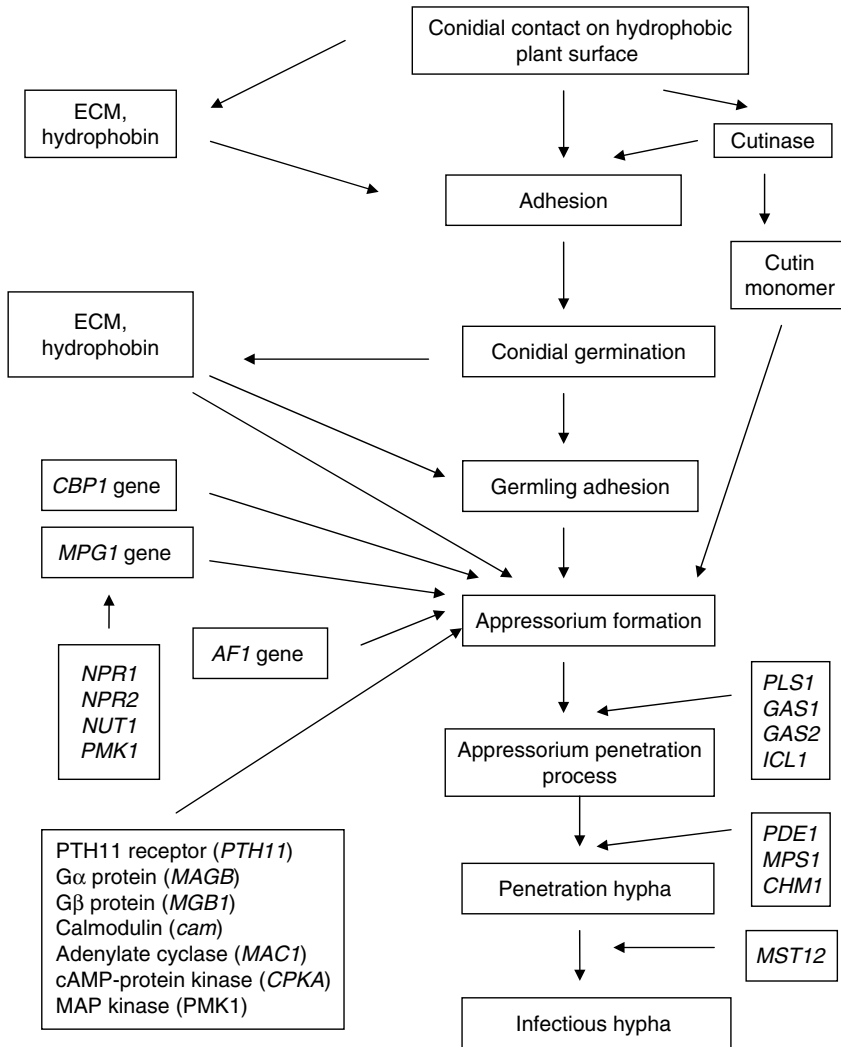 Conidial contact on hydrophobic
plant surface
ECM,
hydrophobin
Cutinase
Adhesion
Cutin
monomer
ECM,
hydrophobin
Conidial germination
CBP1 gene
Germling adhesion
MPG1 gene
Appressorium formation
AF1 gene
NPR1
NPR2
NUT1
PMK1
PLS1
GAS1
GAS2
ICL1
Appressorium penetration
process
PTH11 receptor (PTH11)
Gα protein (MAGB)
Gβ protein (MGB1)
Calmodulin (cam)
Adenylate cyclase (MAC1)
cAMP-protein kinase (CPKA)
MAP kinase (PMK1)
PDE1
MPS1
CHM1
Penetration hypha
MST12
Infectious hypha